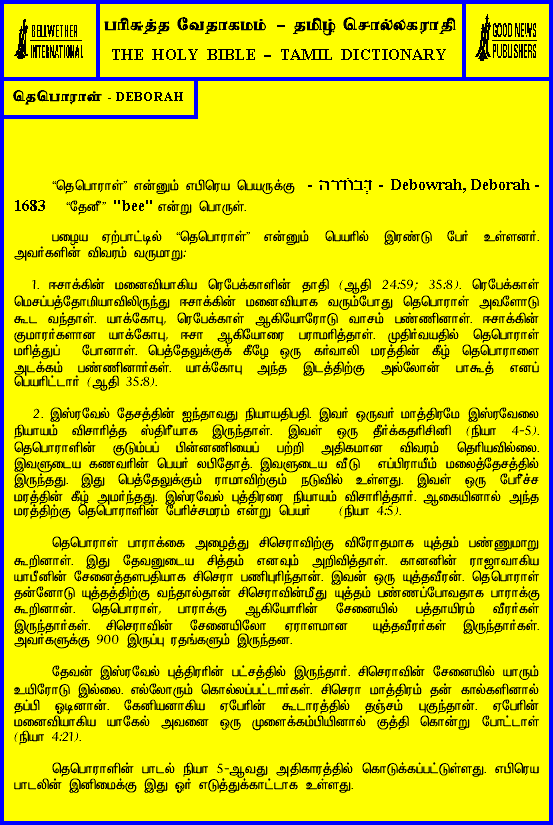 BELLWETHER
INTERNATIONAL
பரிசுத்த வேதாகமம் – தமிழ் சொல்லகராதி
THE HOLY BIBLE – TAMIL DICTIONARY
GOOD NEWS
PUBLISHERS
தெபொராள் - DEBORAH
“தெபொராள்” என்னும் எபிரெய பெயருக்கு - דְּבוֹרָה - Debowrah, Deborah -
1683 “தேனீ” "bee" என்று பொருள்.
பழைய ஏற்பாட்டில் “தெபொராள்” என்னும் பெயரில் இரண்டு பேர் உள்ளனர்.
அவர்களின் விவரம் வருமாறு:
1. ஈசாக்கின் மனைவியாகிய ரெபேக்காளின் தாதி (ஆதி 24:59; 35:8). ரெபேக்காள்
மெசப்பத்தோமியாவிலிருந்து ஈசாக்கின் மனைவியாக வரும்போது தெபொராள் அவளோடு
கூட வந்தாள். யாக்கோபு, ரெபேக்காள் ஆகியோரோடு வாசம் பண்ணினாள். ஈசாக்கின்
குமாரர்களான யாக்கோபு, ஈசா ஆகியோரை பராமரித்தாள். முதிர்வயதில் தெபொராள்
மரித்துப் போனாள். பெத்தேலுக்குக் கீழே ஒரு கர்வாலி மரத்தின் கீழ் தெபொராளை
அடக்கம் பண்ணினார்கள். யாக்கோபு அந்த இடத்திற்கு அல்லோன் பாகூத் எனப்
பெயரிட்டார் (ஆதி 35:8).
2. இஸ்ரவேல் தேசத்தின் ஐந்தாவது நியாயதிபதி. இவர் ஒருவர் மாத்திரமே இஸ்ரவேலை
நியாயம் விசாரித்த ஸ்திரீயாக இருந்தாள். இவள் ஒரு தீர்க்கதரிசினி (நியா 4-5).
தெபொராளின் குடும்பப் பின்னணியைப் பற்றி அதிகமான விவரம் தெரியவில்லை.
இவளுடைய கணவரின் பெயர் லபிதோத். இவளுடைய வீடு எப்பிராயீம் மலைத்தேசத்தில்
இருந்தது. இது பெத்தேலுக்கும் ராமாவிற்கும் நடுவில் உள்ளது. இவள் ஒரு பேரீச்ச
மரத்தின் கீழ் அமர்ந்தது. இஸ்ரவேல் புத்திரரை நியாயம் விசாரித்தார். ஆகையினால் அந்த
மரத்திற்கு தெபொராளின் பேரிச்சமரம் என்று பெயர் (நியா 4:5).
தெபொராள் பாராக்கை அழைத்து சிசெராவிற்கு விரோதமாக யுத்தம் பண்ணுமாறு
கூறினாள். இது தேவனுடைய சித்தம் எனவும் அறிவித்தாள். கானானின் ராஜாவாகிய
யாபீனின் சேனைத்தளபதியாக சிசெரா பணிபுரிந்தான். இவன் ஒரு யுத்தவீரன். தெபொராள்
தன்னோடு யுத்தத்திற்கு வந்தால்தான் சிசெராவின்மீது யுத்தம் பண்ணப்போவதாக பாராக்கு
கூறினான். தெபொராள், பாராக்கு ஆகியோரின் சேனையில் பத்தாயிரம் வீரர்கள்
இருந்தார்கள். சிசெராவின் சேனையிலோ ஏராளமான யுத்தவீரர்கள் இருந்தார்கள்.
அவர்களுக்கு 900 இருப்பு ரதங்களும் இருந்தன.
தேவன் இஸ்ரவேல் புத்திரரின் பட்சத்தில் இருந்தார். சிசெராவின் சேனையில் யாரும்
உயிரோடு இல்லை. எல்லோரும் கொல்லப்பட்டார்கள். சிசெரா மாத்திரம் தன் கால்களினால்
தப்பி ஓடினான். கேனியனாகிய ஏபேரின் கூடாரத்தில் தஞ்சம் புகுந்தான். ஏபேரின்
மனைவியாகிய யாகேல் அவனை ஒரு முளைக்கம்பியினால் குத்தி கொன்று போட்டாள்
(நியா 4:21).
தெபொராளின் பாடல் நியா 5-ஆவது அதிகாரத்தில் கொடுக்கப்பட்டுள்ளது. எபிரெய
பாடலின் இனிமைக்கு இது ஓர் எடுத்துக்காட்டாக உள்ளது.